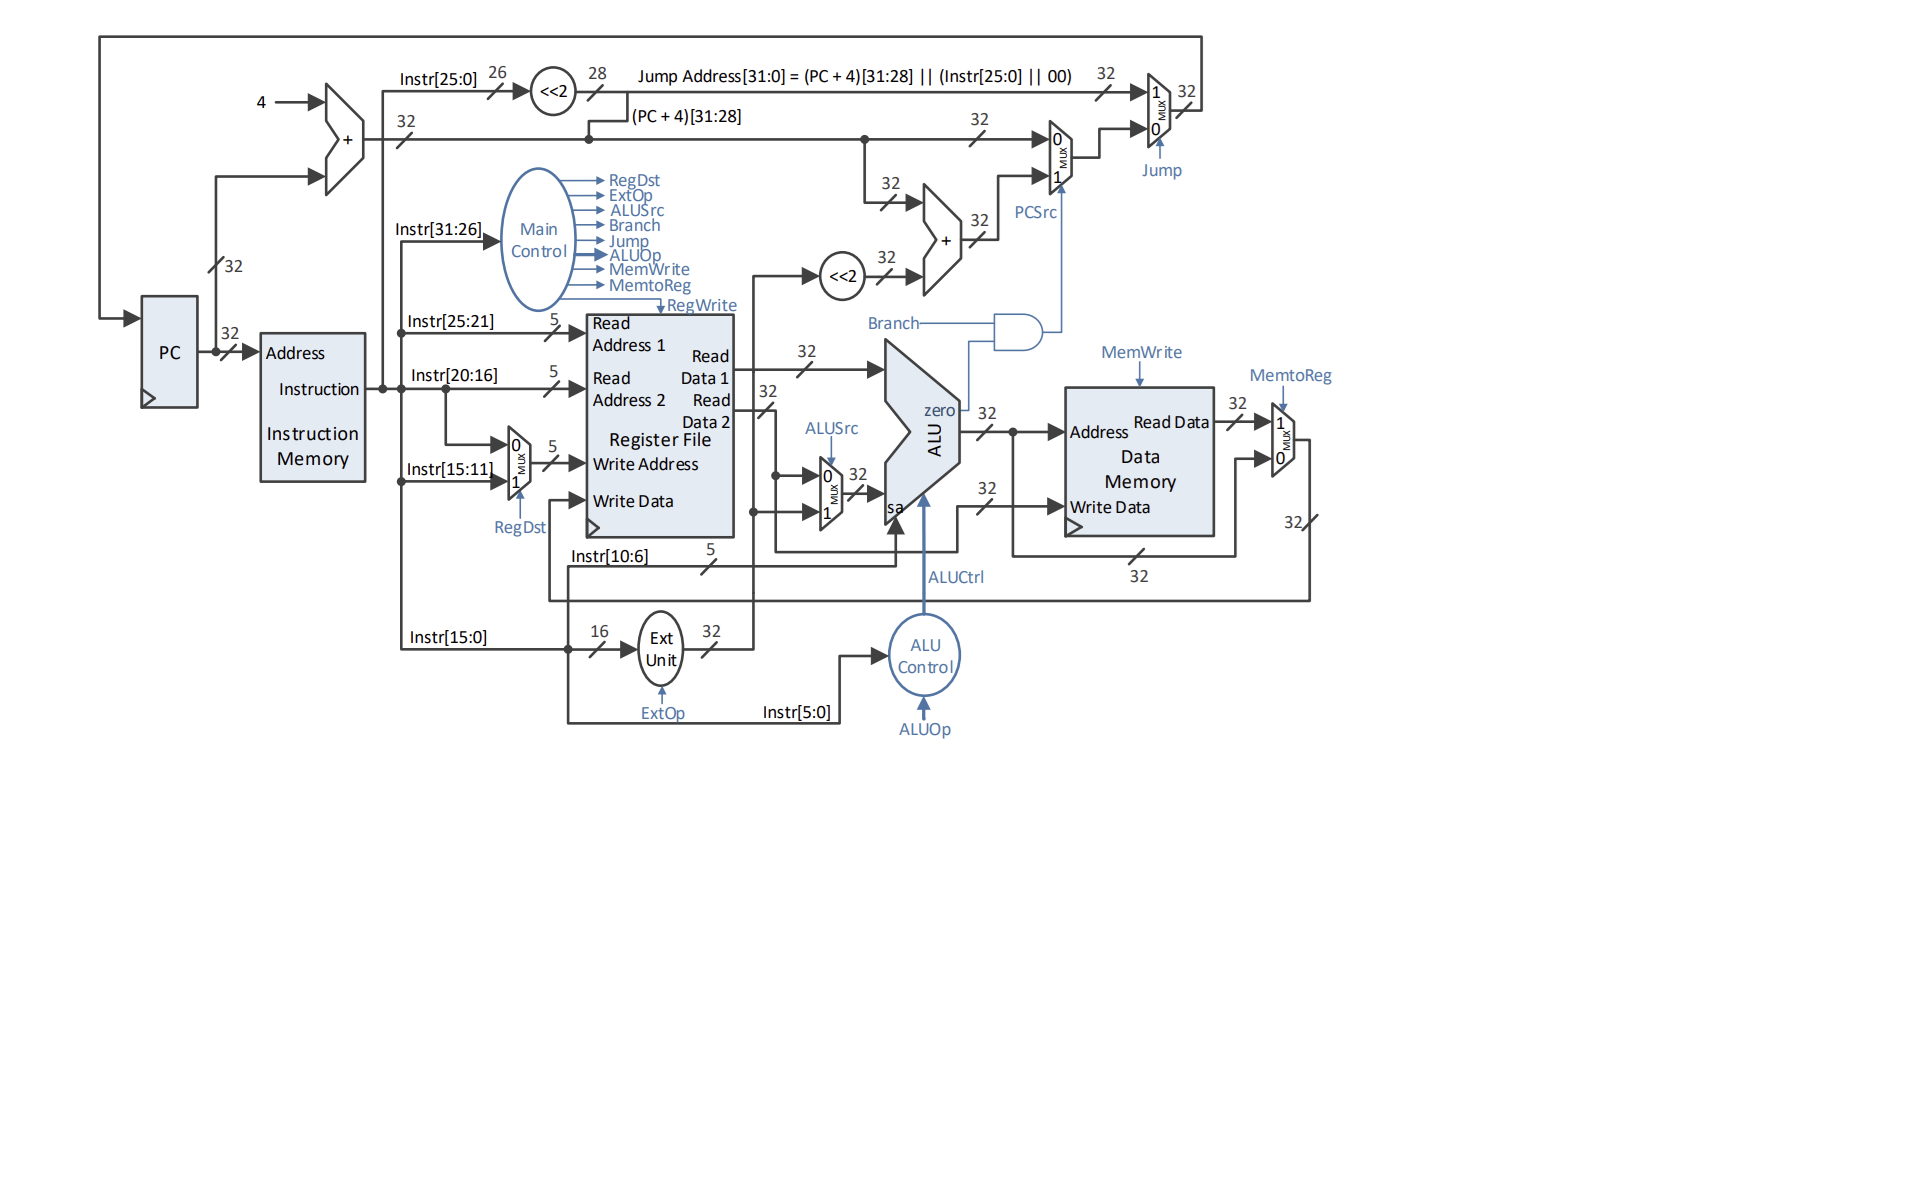 Instr[25:0]
26
<<2
28
Jump Address[31:0] = (PC + 4)[31:28] || (Instr[25:0] || 00)
32
1
MUX
0
32
Jump
4
+
32
(PC + 4)[31:28]
32
0
MUX
1
PCSrc
32
+
32
<<2
32
Instr[31:26]
Main
Control
RegDst
ExtOp
ALUSrc
Branch
Jump
ALUOp
MemWrite
MemtoReg
RegWrite
32
PC
32
Address
Instruction
Instruction
Memory
Instr[25:21]
5
Instr[20:16]
5
Instr[15:11]
0
MUX
1
5
RegDst
Read
Address 1
Read
Data 1
Read
Address 2
Read
Data 2
Register File
Write Address
Write Data
32
32
ALUSrc
0
MUX
1
32
Branch
zero
ALU
sa
32
32
MemWrite
Address
Read Data
Data
Memory
Write Data
32
MemtoReg
1
MUX
0
32
32
Instr[10:6]
5
ALUCtrl
Instr[15:0]
16
Ext
Unit
32
ExtOp
Instr[5:0]
ALU
Control
ALUOp